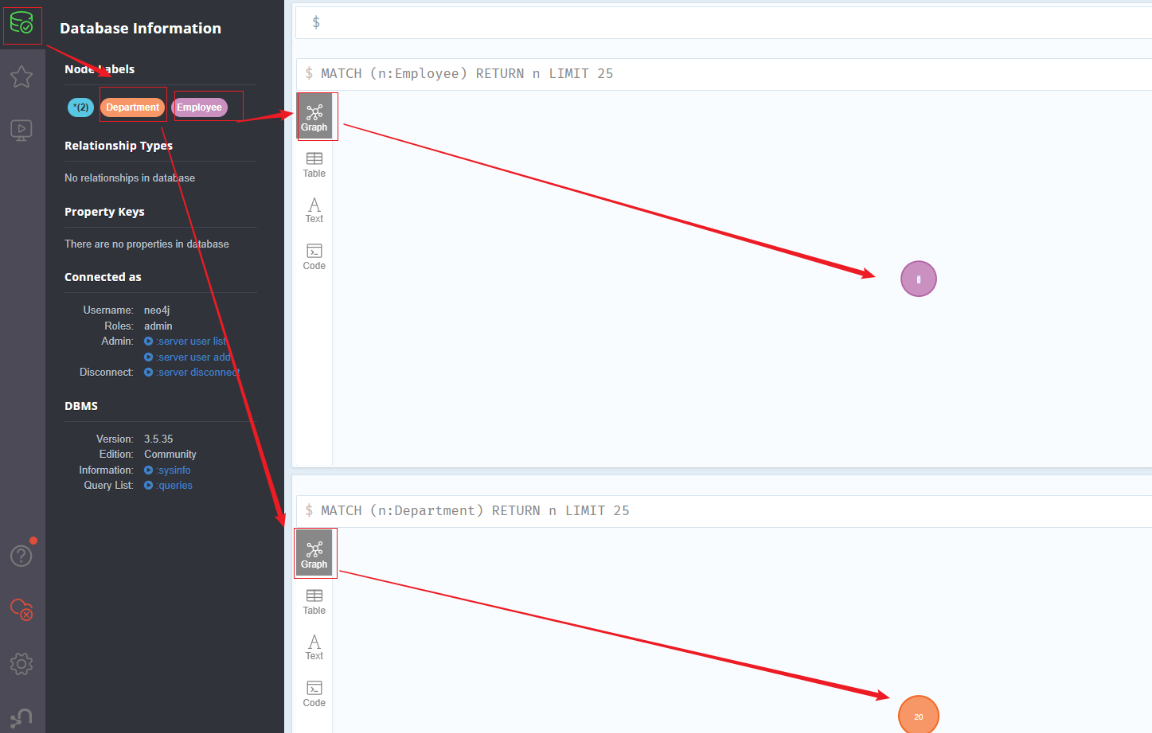 Database Information
Node Labels
*(2) Department Employee
Relationship Types
No relationships in database
Property Keys
There are no properties in database
Connected as
Username: neo4j
Roles: admin
Admin: :server user list
:server user add
Disconnect: :server disconnect
DBMS
Version: 3.5.35
Edition: Community
Information: :sysinfo
Query List: :queries
$
$ MATCH (n:Employee) RETURN n LIMIT 25
Graph
Table
A
Text
Code
$ MATCH (n:Department) RETURN n LIMIT 25
Graph
Table
A
Text
Code
20